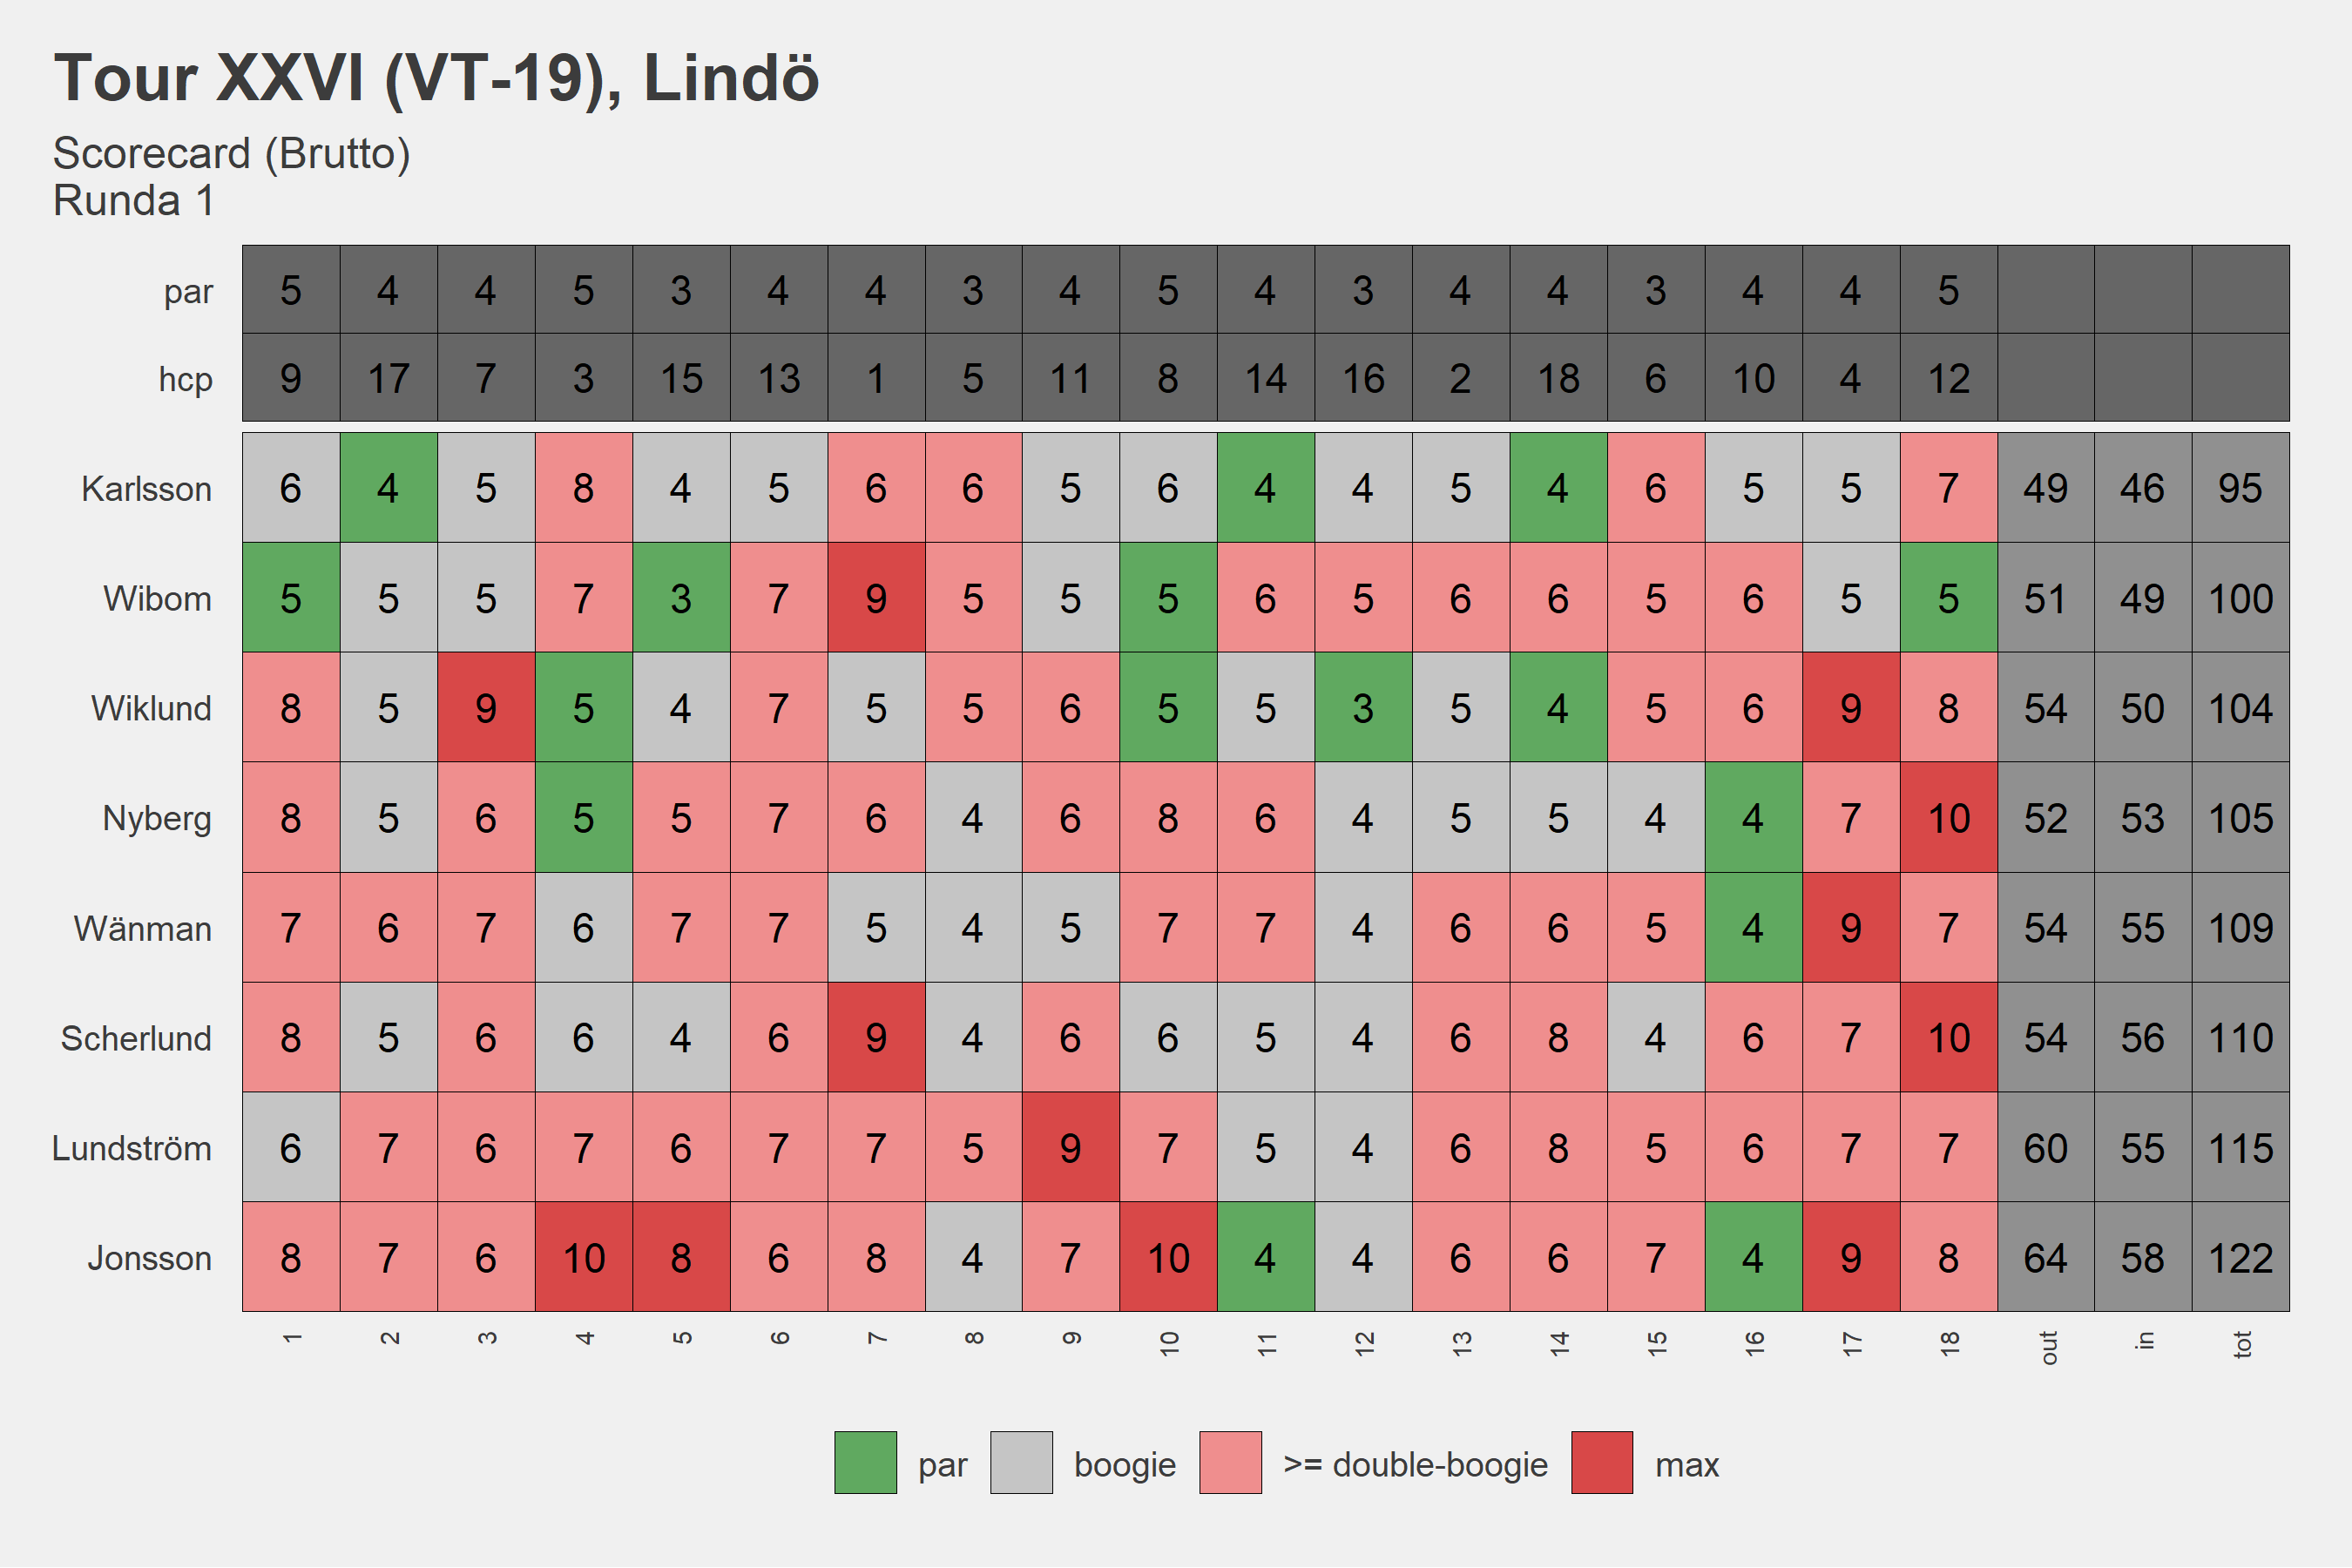 Tour XXVI (VT-19), Lindö
Scorecard (Brutto)
Runda 1
par 5 4 4 5 3 4 4 3 4 5 4 3 4 4 3 4 4 5
hcp 9 17 7 3 15 13 1 5 11 8 14 16 2 18 6 10 4 12
Karlsson 6 4 5 8 4 5 6 6 5 6 4 4 5 4 6 5 5 7 49 46 95
Wibom 5 5 5 7 3 7 9 5 5 5 6 5 6 6 5 6 5 5 51 49 100
Wiklund 8 5 9 5 4 7 5 5 6 5 5 3 5 4 5 6 9 8 54 50 104
Nyberg 8 5 6 5 5 7 6 4 6 8 6 4 5 5 4 4 7 10 52 53 105
Wänman 7 6 7 6 7 7 5 4 5 7 7 4 6 6 5 4 9 7 54 55 109
Scherlund 8 5 6 6 4 6 9 4 6 6 5 4 6 8 4 6 7 10 54 56 110
Lundström 6 7 6 7 6 7 7 5 9 7 5 4 6 8 5 6 7 7 60 55 115
Jonsson 8 7 6 10 8 6 8 4 7 10 4 4 6 6 7 4 9 8 64 58 122
1 2 3 4 5 6 7 8 9 10 11 12 13 14 15 16 17 18 out in tot
par boogie >= double-boogie max